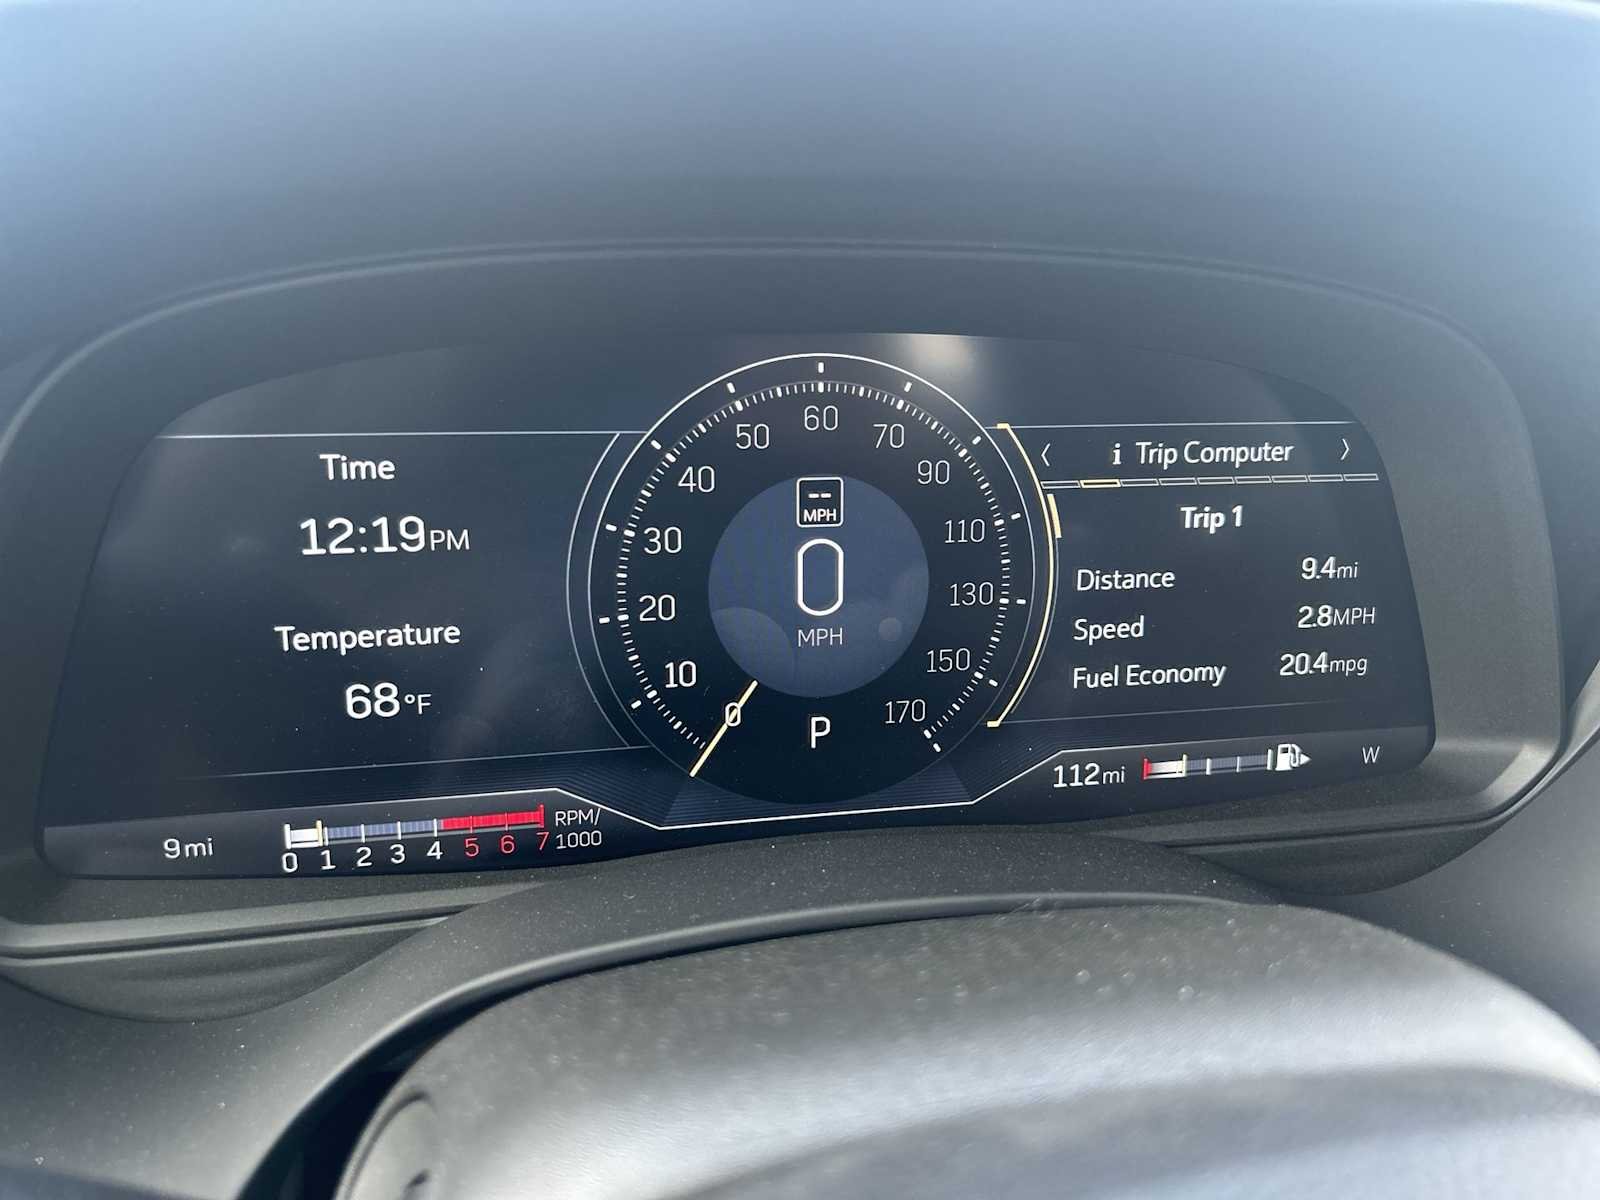 Time
12:19PM
Temperature
68°F
9mi
0 1 2 3 4 5 6 7
RPM/
1000
0
10
20
30
40
50
60
70
90
110
130
150
170
--
MPH
0
MPH
P
< i Trip Computer >
Trip 1
Distance 9.4mi
Speed 2.8MPH
Fuel Economy 20.4mpg
112mi
W